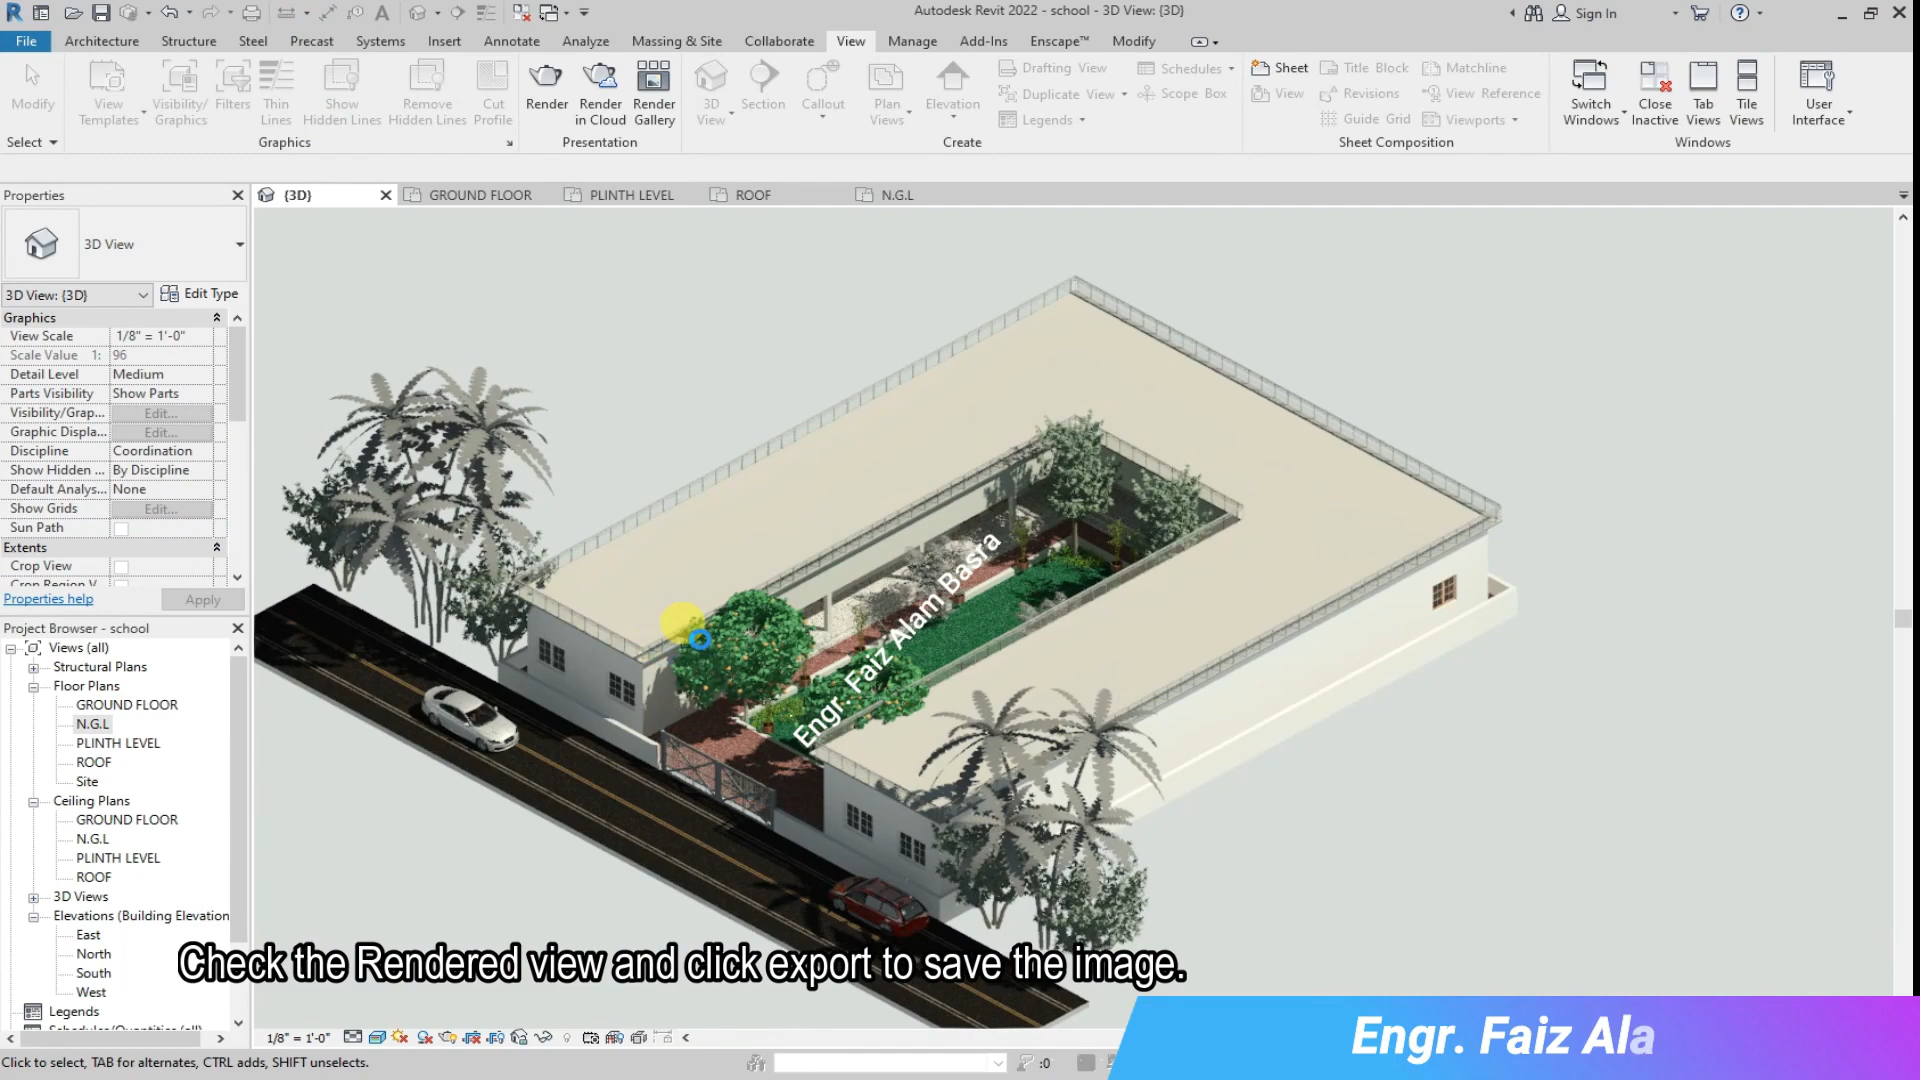 Autodesk Revit 2022 - school - 3D View: {3D}
Sign In
File Architecture Structure Steel Precast Systems Insert Annotate Analyze Massing & Site Collaborate View Manage Add-Ins Enscape™ Modify
Modify
View Templates
Visibility/ Graphics
Filters
Thin Lines
Show Hidden Lines
Remove Hidden Lines
Cut Profile
Render
Render in Cloud
Render Gallery
3D View
Section
Callout
Plan Views
Elevation
Drafting View
Duplicate View
Legends
Schedules
Scope Box
Sheet
View
Title Block
Revisions
Guide Grid
Matchline
View Reference
Viewports
Switch Windows
Close Inactive
Tab Views
Tile Views
User Interface
Select
Graphics
Presentation
Create
Sheet Composition
Windows
Properties
{3D}
GROUND FLOOR
PLINTH LEVEL
ROOF
N.G.L
3D View
3D View: {3D}
Edit Type
Graphics
View Scale 1/8" = 1'-0"
Scale Value 1: 96
Detail Level Medium
Parts Visibility Show Parts
Visibility/Grap... Edit...
Graphic Displa... Edit...
Discipline Coordination
Show Hidden ... By Discipline
Default Analys... None
Show Grids Edit...
Sun Path
Extents
Crop View
Properties help
Apply
Project Browser - school
Views (all)
Structural Plans
Floor Plans
GROUND FLOOR
N.G.L
PLINTH LEVEL
ROOF
Site
Ceiling Plans
GROUND FLOOR
N.G.L
PLINTH LEVEL
ROOF
3D Views
Elevations (Building Elevation
East
North
South
West
Legends
Engr. Faiz Alam Basra
Check the Rendered view and click export to save the image.
1/8" = 1'-0"
Click to select, TAB for alternates, CTRL adds, SHIFT unselects.
:0
Engr. Faiz Ala